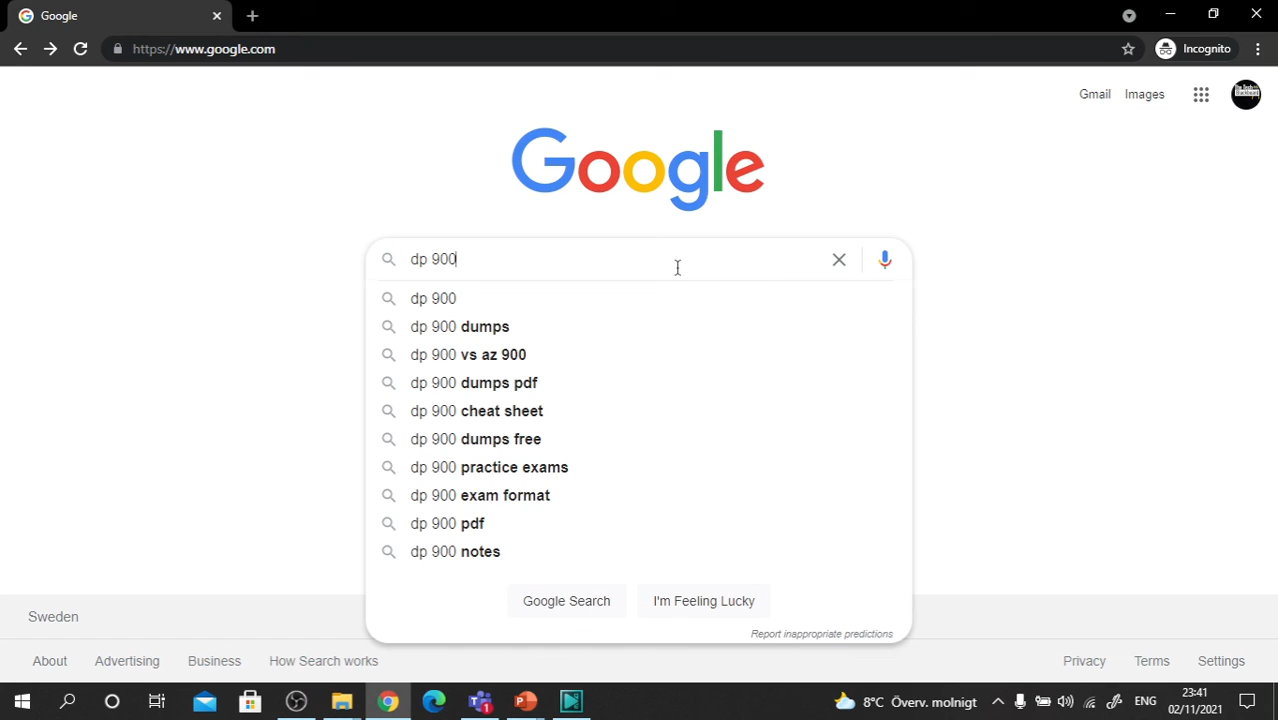 Google
https://www.google.com
Incognito
Gmail
Images
Google
dp 900
dp 900
dp 900 dumps
dp 900 vs az 900
dp 900 dumps pdf
dp 900 cheat sheet
dp 900 dumps free
dp 900 practice exams
dp 900 exam format
dp 900 pdf
dp 900 notes
Google Search
I'm Feeling Lucky
Report inappropriate predictions
Sweden
About
Advertising
Business
How Search works
Privacy
Terms
Settings
8°C Överv. molnigt
ENG
23:41
02/11/2021